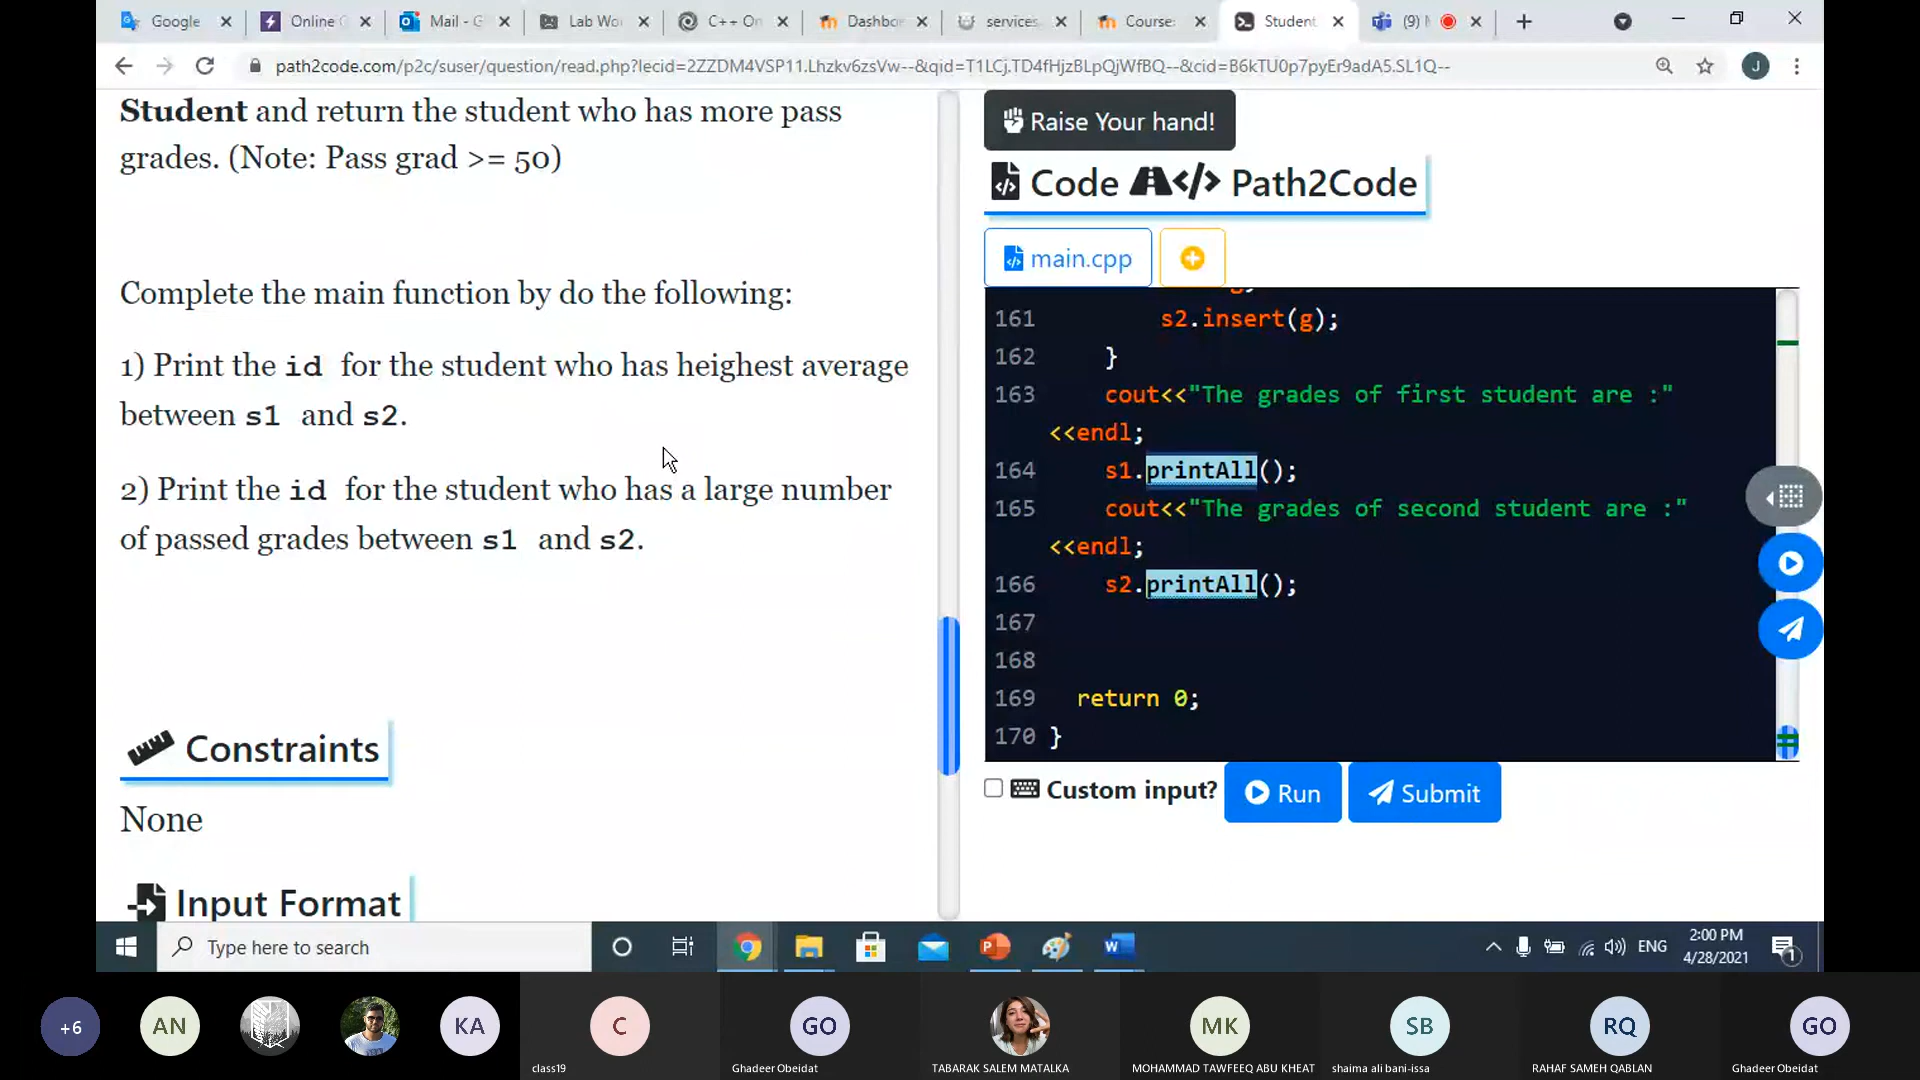 Google
Online
Mail - G
Lab Wo
C++ On
Dashbo
services.
Course
Student
(9)
path2code.com/p2c/suser/question/read.php?lecid=2ZZDM4VSP11.Lhzkv6zsVw--&qid=T1LCj.TD4fHjzBLpQjWfBQ--&cid=B6kTU0p7pyEr9adA5.SL1Q--
J
Student and return the student who has more pass
grades. (Note: Pass grad >= 50)
Complete the main function by do the following:
1) Print the id for the student who has heighest average
between s1 and s2.
2) Print the id for the student who has a large number
of passed grades between s1 and s2.
Constraints
None
Input Format
Raise Your hand!
Code </> Path2Code
main.cpp
161 s2.insert(g);
162 }
163 cout<<"The grades of first student are :"
<<endl;
164 s1.printAll();
165 cout<<"The grades of second student are :"
<<endl;
166 s2.printAll();
167
168
169 return 0;
170 }
Custom input?
Run
Submit
Type here to search
ENG
2:00 PM
4/28/2021
1
+6
AN
KA
C
GO
MK
SB
RQ
GO
class19
Ghadeer Obeidat
TABARAK SALEM MATALKA
MOHAMMAD TAWFEEQ ABU KHEAT
shaima ali bani-issa
RAHAF SAMEH QABLAN
Ghadeer Obeidat